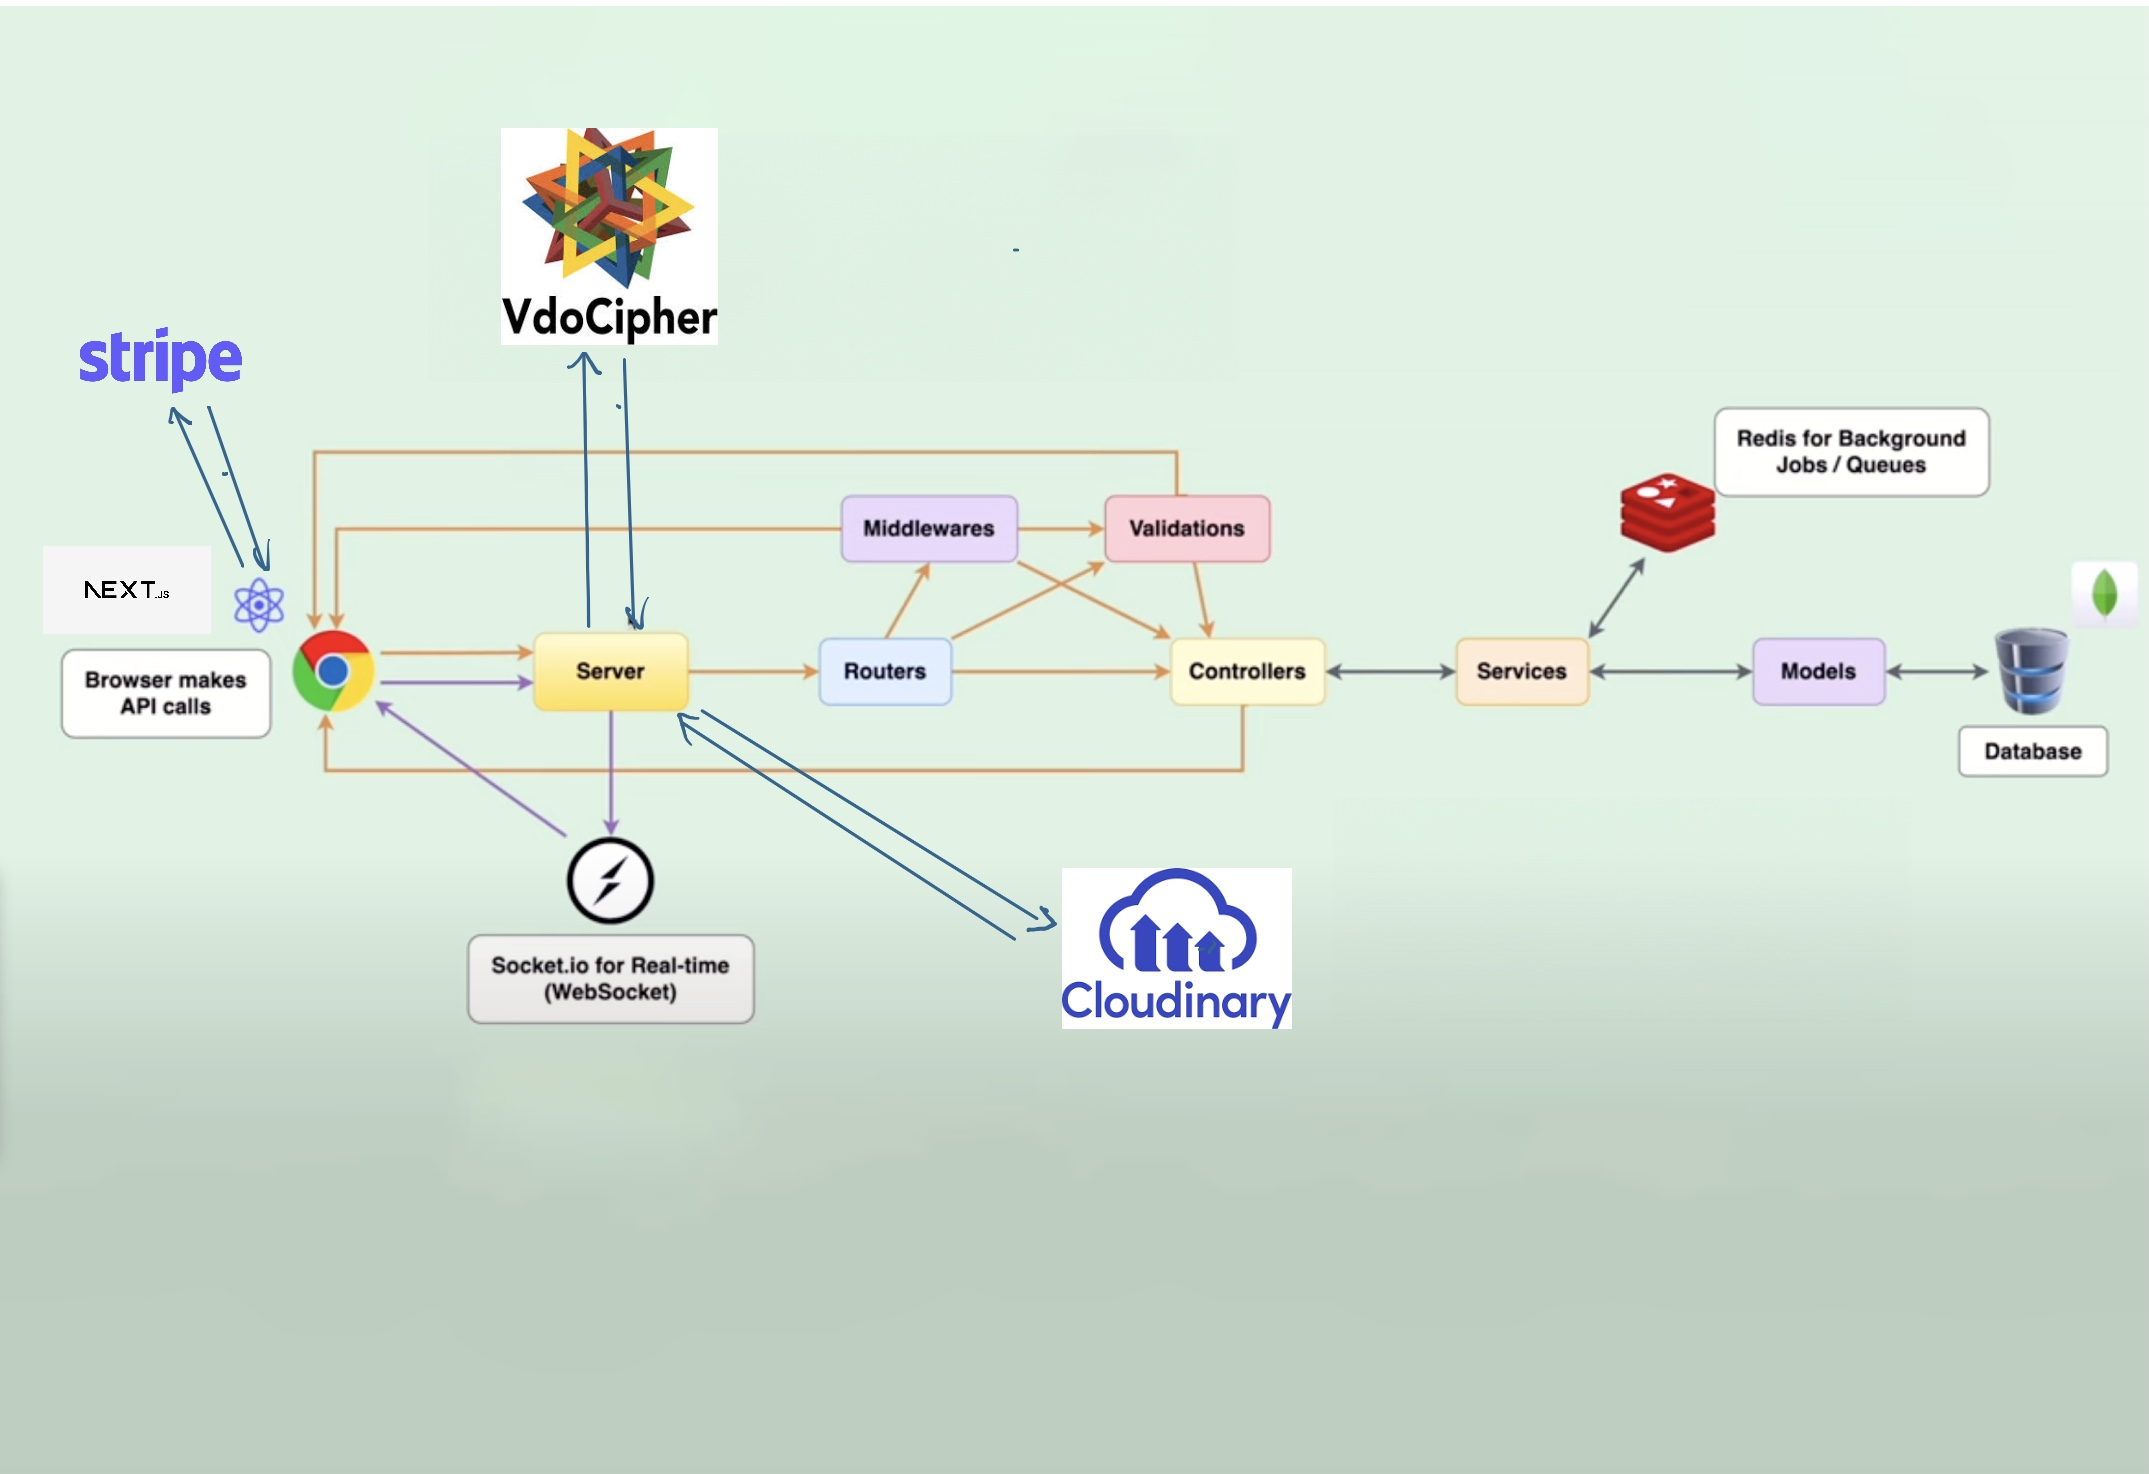 VdoCipher
stripe
Redis for Background
Jobs / Queues
Middlewares
Validations
NEXT.JS
Browser makes
API calls
Server
Routers
Controllers
Services
Models
Database
Socket.io for Real-time
(WebSocket)
Cloudinary